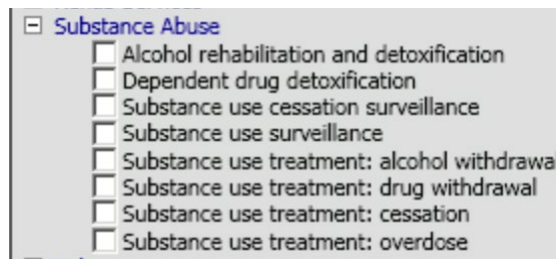 Substance Abuse
Alcohol rehabilitation and detoxification
Dependent drug detoxification
Substance use cessation surveillance
Substance use surveillance
Substance use treatment: alcohol withdrawa
Substance use treatment: drug withdrawal
Substance use treatment: cessation
Substance use treatment: overdose